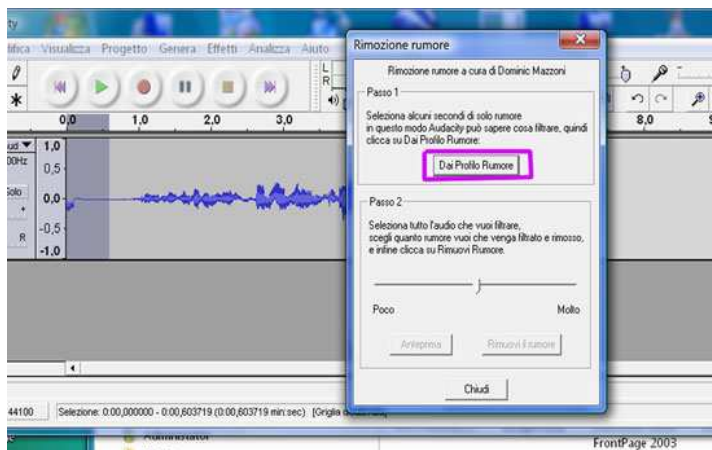 ty
ifica Visualizza Progetto Genera Effetti Analizza Aiuto
L
R
0,0 1,0 2,0 3,0
8,0
1,0
0,5
0,0
-0,5
-1,0
00Hz
Solo
R
Rimozione rumore
Rimozione rumore a cura di Dominic Mazzoni
Passo 1
Seleziona alcuni secondi di solo rumore
in questo modo Audacity può sapere cosa filtrare, quindi
clicca su Dai Profilo Rumore:
Dai Profilo Rumore
Passo 2
Seleziona tutto l'audio che vuoi filtrare,
scegli quanto rumore vuoi che venga filtrato e rimosso,
e infine clicca su Rimuovi Rumore.
Poco Molto
Anteprima Rimuovi il rumore
Chiudi
44100 Selezione: 0:00,000000 - 0:00,603719 (0:00,603719 min:sec) [Griglia
Administator
FrontPage 2003